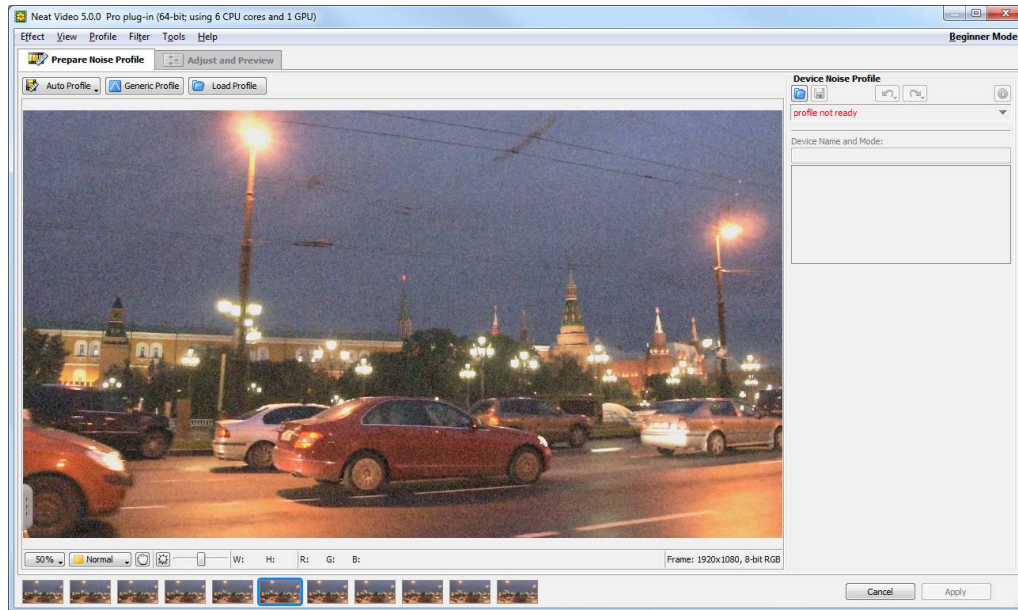 Neat Video 5.0.0 Pro plug-in (64-bit; using 6 CPU cores and 1 GPU)
Effect View Profile Filter Tools Help Beginner Mode
Prepare Noise Profile Adjust and Preview
Auto Profile Generic Profile Load Profile
Device Noise Profile
profile not ready
Device Name and Mode:
50% Normal W: H: R: G: B: Frame: 1920x1080, 8-bit RGB
Cancel Apply